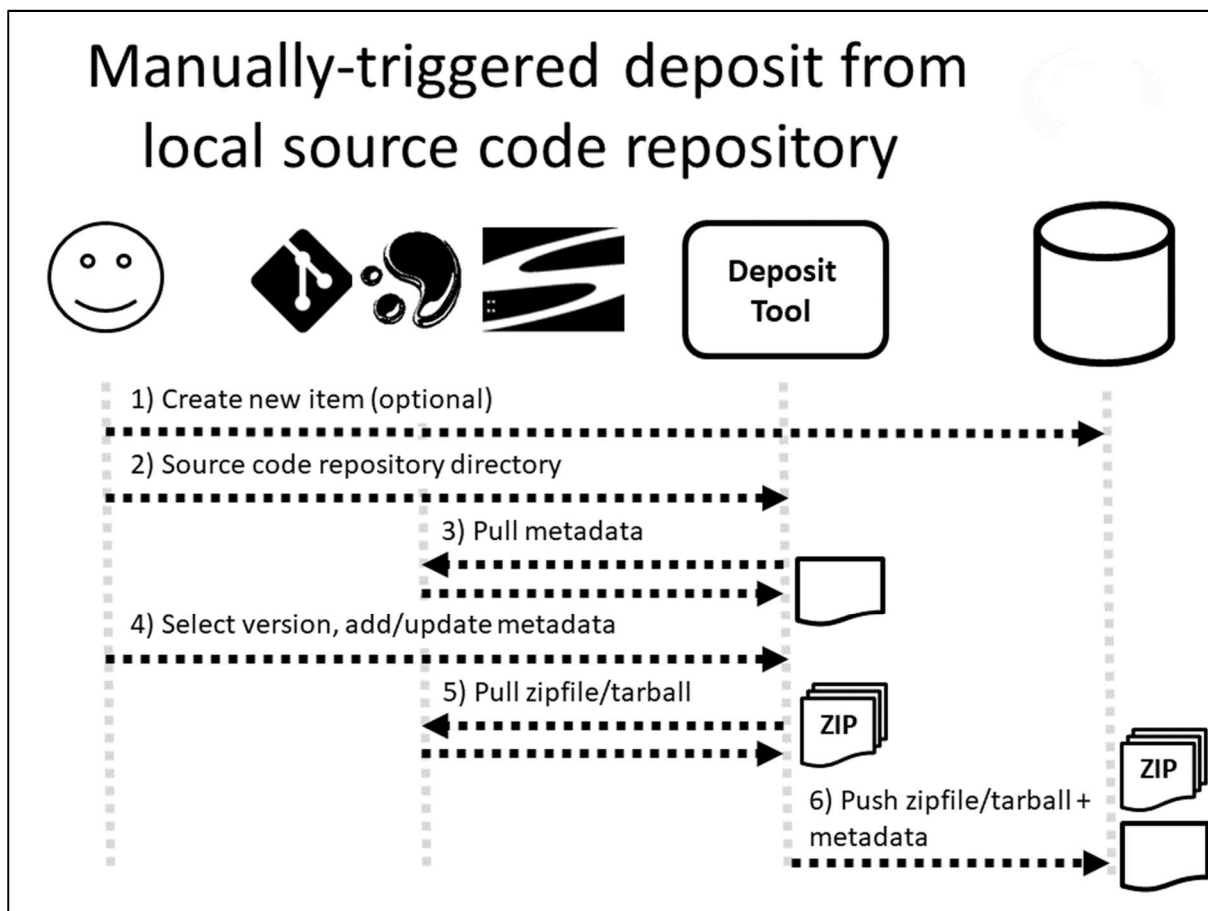 Manually-triggered deposit from
local source code repository
Deposit
Tool
1) Create new item (optional)
2) Source code repository directory
3) Pull metadata
4) Select version, add/update metadata
5) Pull zipfile/tarball
ZIP
ZIP
6) Push zipfile/tarball +
metadata